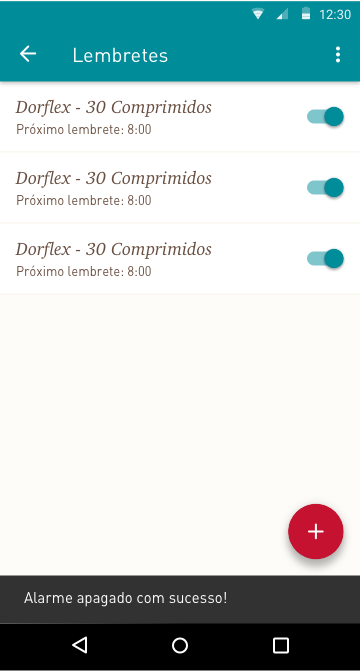 12:30
Lembretes
Dorflex - 30 Comprimidos
Próximo lembrete: 8:00
Dorflex - 30 Comprimidos
Próximo lembrete: 8:00
Dorflex - 30 Comprimidos
Próximo lembrete: 8:00
Alarme apagado com sucesso!